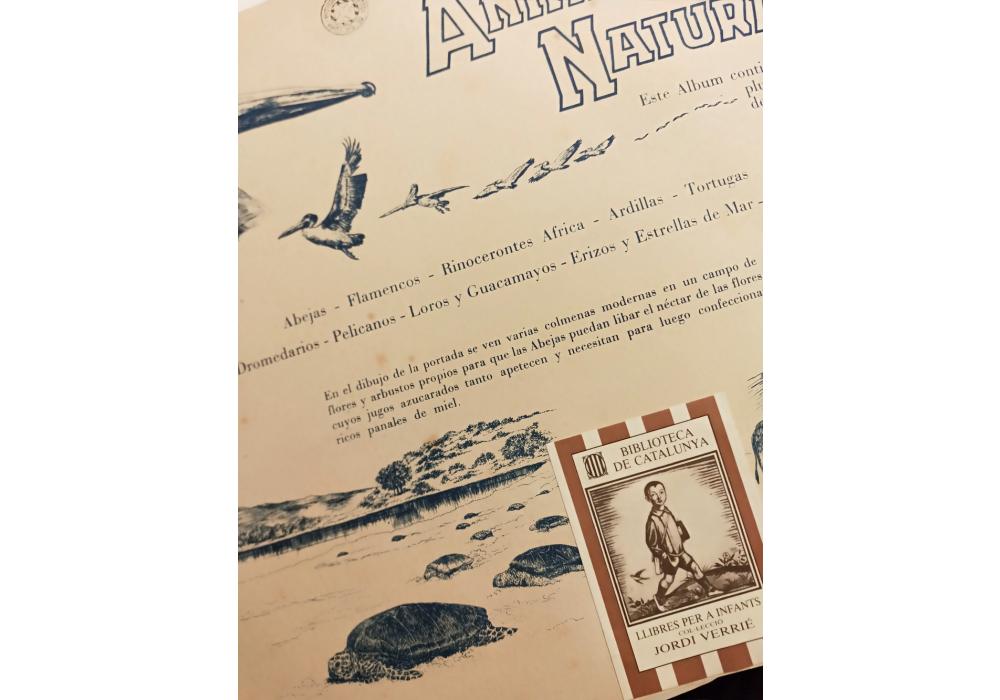 Este Album
Abejas - Flamencos - Rinocerontes Africa - Ardillas - Tortugas
Dromedarios - Pelicanos - Loros y Guacamayos - Erizos y Estrellas de Mar -
En el dibujo de la portada se ven varias colmenas modernas en un campo de
flores y arbustos propios para que las Abejas puedan libar el néctar de las flores
cuyos jugos azucarados tanto apetecen y necesitan para luego confecciona
ricos panales de miel.
BIBLIOTECA
DE CATALUNYA
LLIBRES PER A INFANTS
COL·LECCIÓ
JORDI VERRIÉ